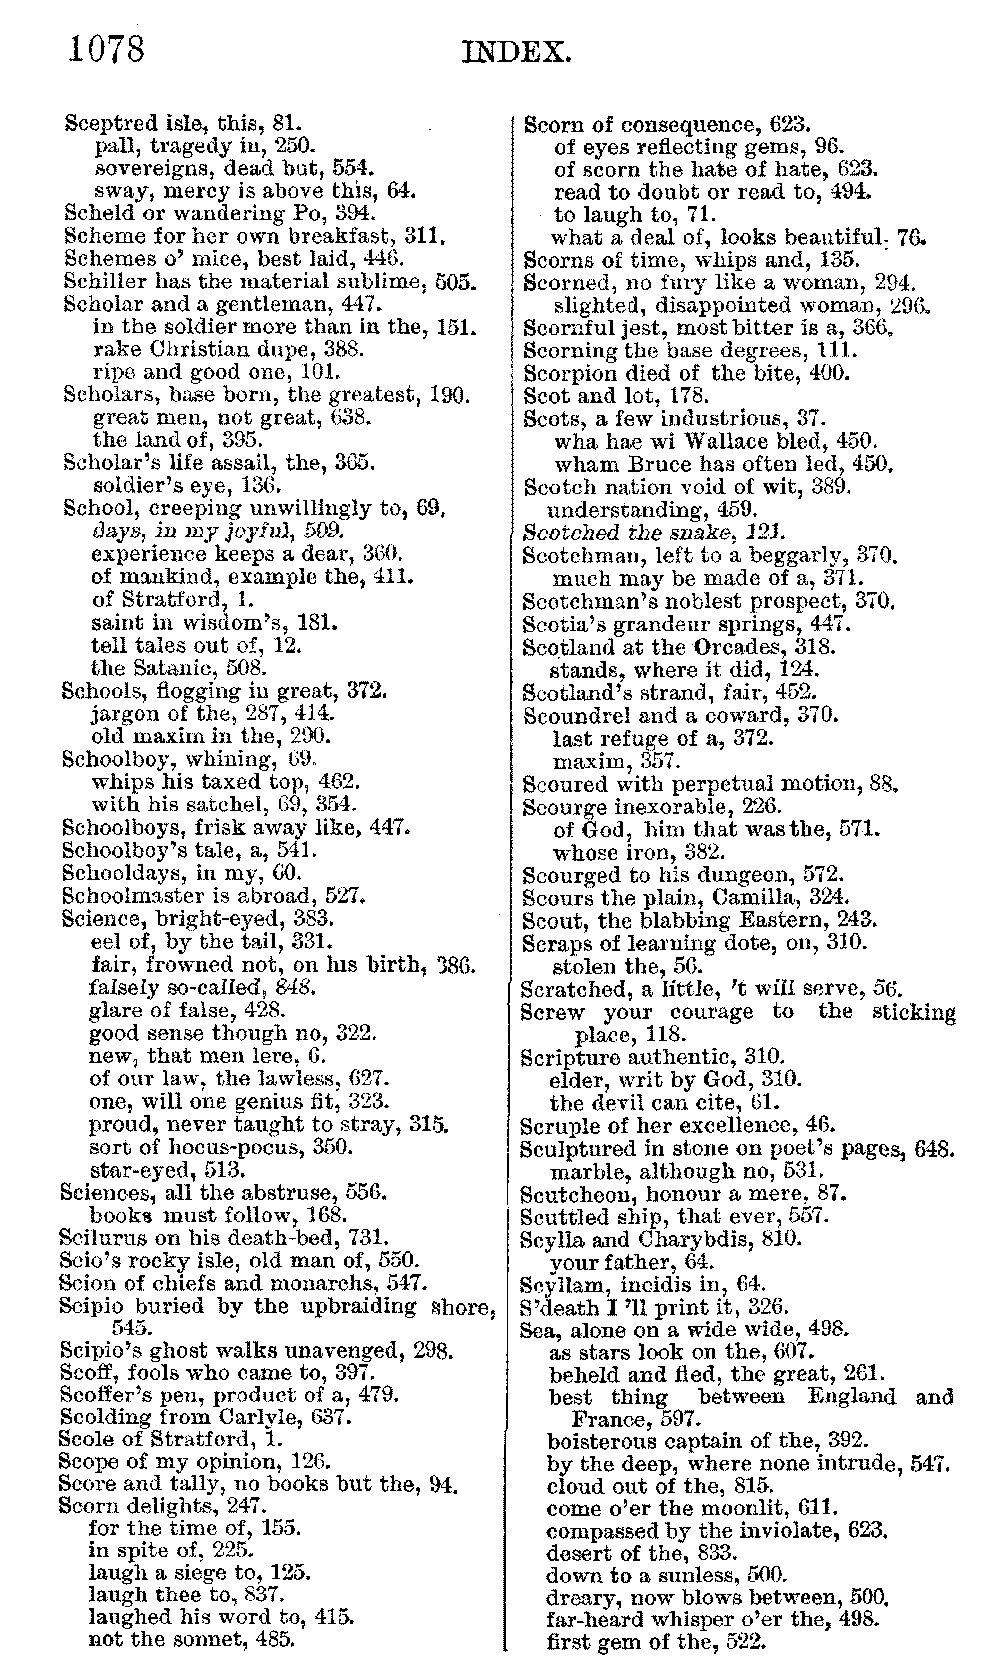 1078
INDEX.
Sceptred isle, this, 81.
pall, tragedy in, 250.
sovereigns, dead but, 554.
sway, mercy is above this, 64.
Scheld or wandering Po, 394.
Scheme for her own breakfast, 311.
Schemes o' mice, best laid, 446.
Schiller has the material sublime, 505.
Scholar and a gentleman, 447.
in the soldier more than in the, 151.
rake Christian dupe, 388.
ripe and good one, 101.
Scholars, base born, the greatest, 190.
great men, not great, 638.
the land of, 395.
Scholar's life assail, the, 365.
soldier's eye, 136.
School, creeping unwillingly to, 69.
days, in my joyful, 509.
experience keeps a dear, 360.
of mankind, example the, 411.
of Stratford, 1.
saint in wisdom's, 181.
tell tales out of, 12.
the Satanic, 508.
Schools, flogging in great, 372.
jargon of the, 287, 414.
old maxim in the, 290.
Schoolboy, whining, 69.
whips his taxed top, 462.
with his satchel, 69, 354.
Schoolboys, frisk away like, 447.
Schoolboy's tale, a, 541.
Schooldays, in my, 60.
Schoolmaster is abroad, 527.
Science, bright-eyed, 383.
eel of, by the tail, 331.
fair, frowned not, on his birth, 386.
falsely so-called, 848.
glare of false, 428.
good sense though no, 322.
new, that men lere, 6.
of our law, the lawless, 627.
one, will one genius fit, 323.
proud, never taught to stray, 315.
sort of hocus-pocus, 350.
star-eyed, 513.
Sciences, all the abstruse, 556.
books must follow, 168.
Scilurus on his death-bed, 731.
Scio's rocky isle, old man of, 550.
Scion of chiefs and monarchs, 547.
Scipio buried by the upbraiding shore,
545.
Scipio's ghost walks unavenged, 298.
Scoff, fools who came to, 397.
Scoffer's pen, product of a, 479.
Scolding from Carlyle, 637.
Scole of Stratford, 1.
Scope of my opinion, 126.
Score and tally, no books but the, 94.
Scorn delights, 247.
for the time of, 155.
in spite of, 225.
laugh a siege to, 125.
laugh thee to, 837.
laughed his word to, 415.
not the sonnet, 485.
Scorn of consequence, 623.
of eyes reflecting gems, 96.
of scorn the hate of hate, 623.
read to doubt or read to, 494.
to laugh to, 71.
what a deal of, looks beautiful, 76.
Scorns of time, whips and, 135.
Scorned, no fury like a woman, 294.
slighted, disappointed woman, 296.
Scornful jest, most bitter is a, 366.
Scorning the base degrees, 111.
Scorpion died of the bite, 400.
Scot and lot, 178.
Scots, a few industrious, 37.
wha hae wi Wallace bled, 450.
wham Bruce has often led, 450.
Scotch nation void of wit, 389.
understanding, 459.
Scotched the snake, 121.
Scotchman, left to a beggarly, 370.
much may be made of a, 371.
Scotchman's noblest prospect, 370.
Scotia's grandeur springs, 447.
Scotland at the Orcades, 318.
stands, where it did, 124.
Scotland's strand, fair, 452.
Scoundrel and a coward, 370.
last refuge of a, 372.
maxim, 357.
Scoured with perpetual motion, 88.
Scourge inexorable, 226.
of God, him that was the, 571.
whose iron, 382.
Scourged to his dungeon, 572.
Scours the plain, Camilla, 324.
Scout, the blabbing Eastern, 243.
Scraps of learning dote, on, 310.
stolen the, 56.
Scratched, a little, 't will serve, 56.
Screw your courage to the sticking
place, 118.
Scripture authentic, 310.
elder, writ by God, 310.
the devil can cite, 61.
Scruple of her excellence, 46.
Sculptured in stone on poet's pages, 648.
marble, although no, 531.
Scutcheon, honour a mere, 87.
Scuttled ship, that ever, 557.
Scylla and Charybdis, 810.
your father, 64.
Scyllam, incidis in, 64.
S'death I 'll print it, 326.
Sea, alone on a wide wide, 498.
as stars look on the, 607.
beheld and fled, the great, 261.
best thing between England and
France, 597.
boisterous captain of the, 392.
by the deep, where none intrude, 547.
cloud out of the, 815.
come o'er the moonlit, 611.
compassed by the inviolate, 623.
desert of the, 833.
down to a sunless, 500.
dreary, now blows between, 500.
far-heard whisper o'er the, 498.
first gem of the, 522.